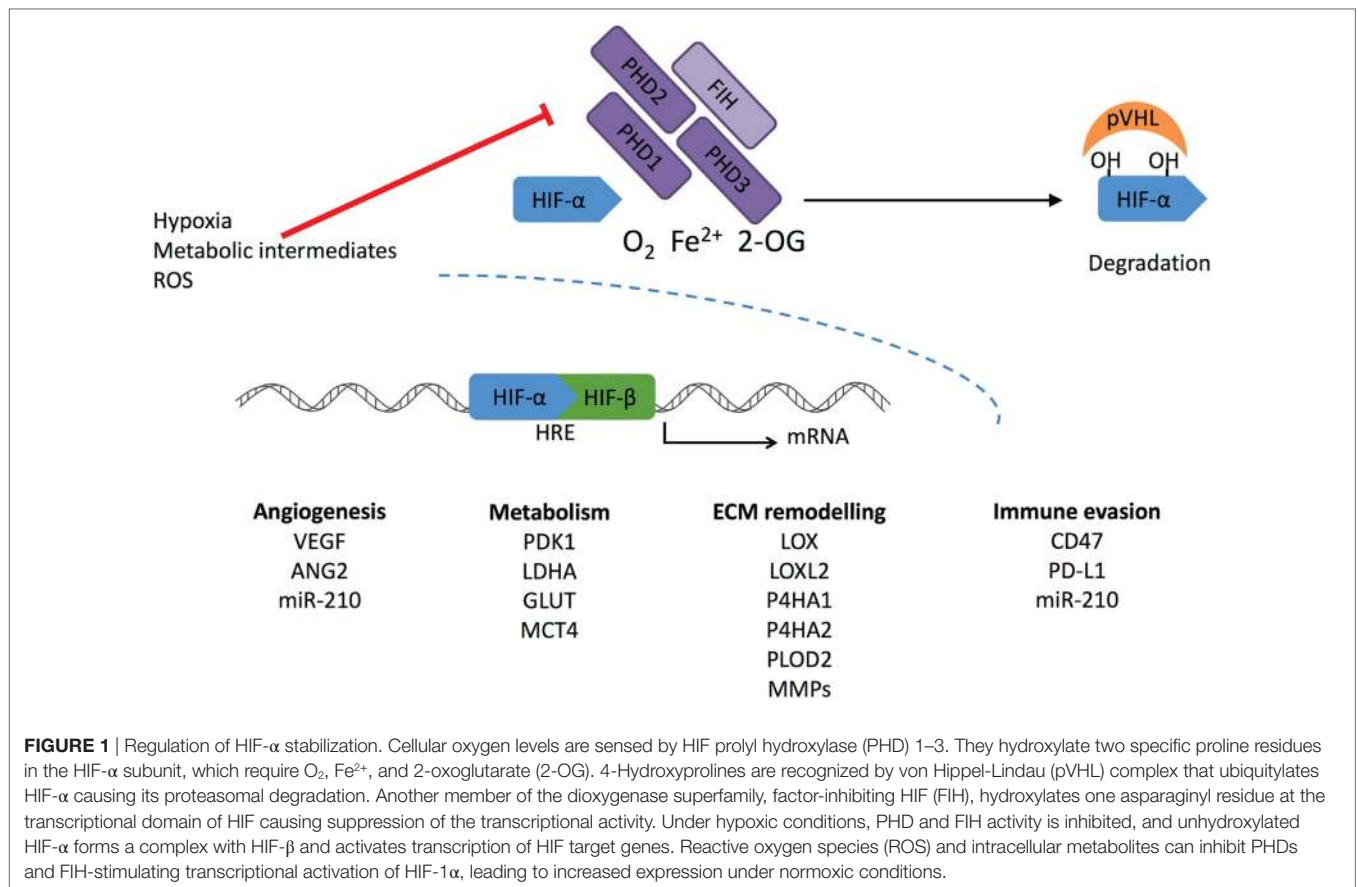 PHD2
FIH
PHD1
PHD3
pVHL
OH OH
HIF-α
HIF-α
O₂ Fe²⁺ 2-OG
Degradation
Hypoxia
Metabolic intermediates
ROS
HIF-α HIF-β
HRE
mRNA
Angiogenesis
VEGF
ANG2
miR-210
Metabolism
PDK1
LDHA
GLUT
MCT4
ECM remodelling
LOX
LOXL2
P4HA1
P4HA2
PLOD2
MMPs
Immune evasion
CD47
PD-L1
miR-210
FIGURE 1 | Regulation of HIF-α stabilization. Cellular oxygen levels are sensed by HIF prolyl hydroxylase (PHD) 1–3. They hydroxylate two specific proline residues
in the HIF-α subunit, which require O₂, Fe²⁺, and 2-oxoglutarate (2-OG). 4-Hydroxyprolines are recognized by von Hippel-Lindau (pVHL) complex that ubiquitylates
HIF-α causing its proteasomal degradation. Another member of the dioxygenase superfamily, factor-inhibiting HIF (FIH), hydroxylates one asparaginyl residue at the
transcriptional domain of HIF causing suppression of the transcriptional activity. Under hypoxic conditions, PHD and FIH activity is inhibited, and unhydroxylated
HIF-α forms a complex with HIF-β and activates transcription of HIF target genes. Reactive oxygen species (ROS) and intracellular metabolites can inhibit PHDs
and FIH-stimulating transcriptional activation of HIF-1α, leading to increased expression under normoxic conditions.